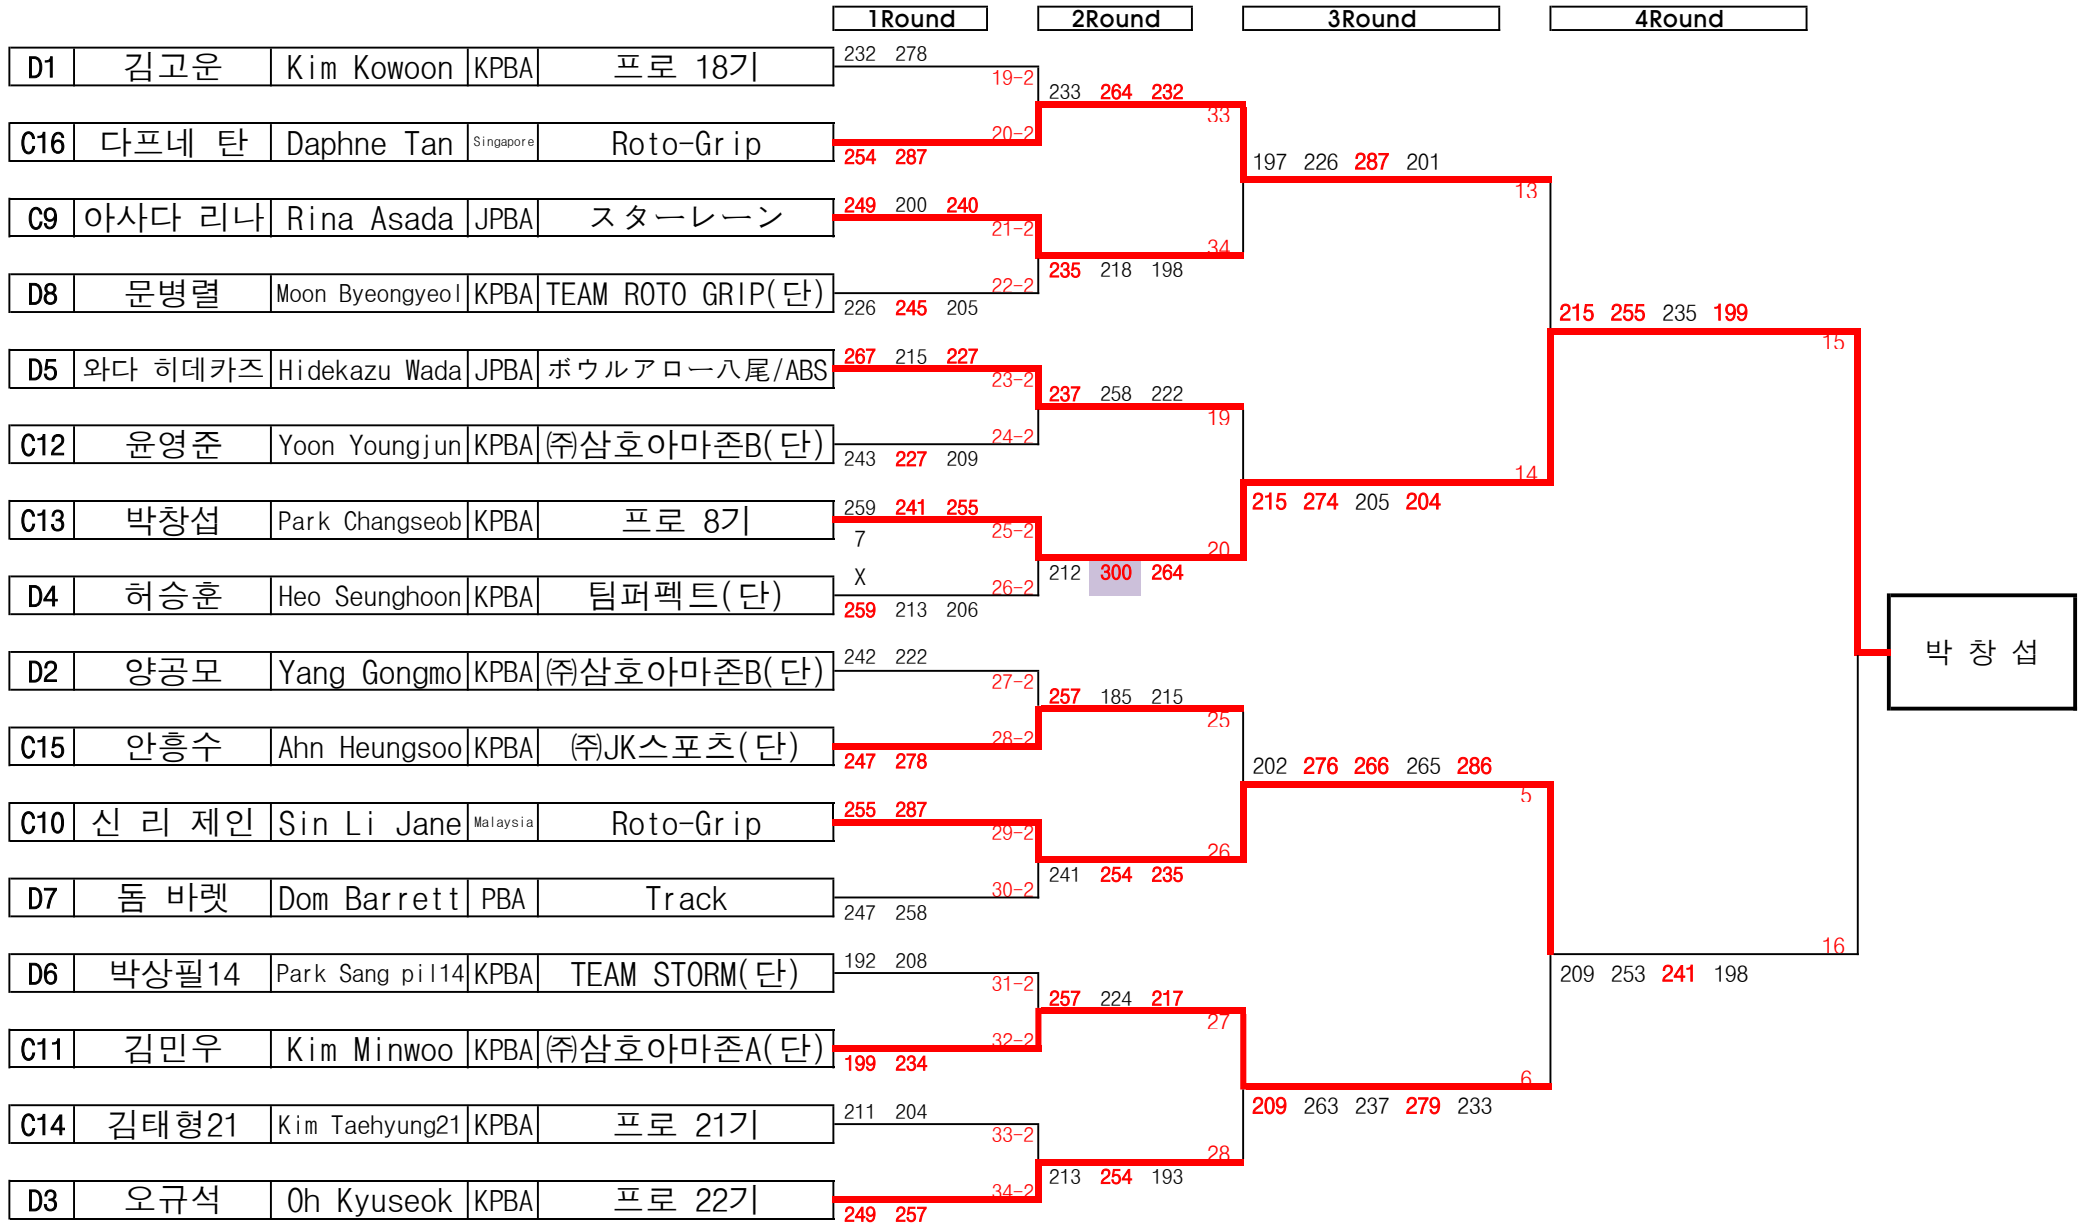 1Round 2Round 3Round 4Round
232 278
D1 김고운 Kim Kowoon KPBA 프로 18기
19-2
233 264 232
33
20-2
C16 다프네 탄 Daphne Tan Singapore Roto-Grip
254 287
197 226 287 201
13
249 200 240
C9 아사다 리나 Rina Asada JPBA スターレーン
21-2
34
235 218 198
22-2
D8 문병렬 Moon Byeongyeol KPBA TEAM ROTO GRIP(단)
226 245 205
215 255 235 199
15
267 215 227
D5 와다 히데카즈 Hidekazu Wada JPBA ボウルアロー八尾/ABS
23-2
237 258 222
19
24-2
C12 윤영준 Yoon Youngjun KPBA ㈜삼호아마존B(단)
243 227 209
14
215 274 205 204
259 241 255
C13 박창섭 Park Changseob KPBA 프로 8기
25-2
7
20
X
212 300 264
26-2
D4 허승훈 Heo Seunghoon KPBA 팀퍼펙트(단)
259 213 206
박 창 섭
242 222
D2 양공모 Yang Gongmo KPBA ㈜삼호아마존B(단)
27-2
257 185 215
25
28-2
C15 안흥수 Ahn Heungsoo KPBA ㈜JK스포츠(단)
247 278
202 276 266 265 286
5
255 287
C10 신 리 제인 Sin Li Jane Malaysia Roto-Grip
29-2
26
241 254 235
30-2
D7 돔 바렛 Dom Barrett PBA Track
247 258
16
209 253 241 198
192 208
D6 박상필14 Park Sang pil14 KPBA TEAM STORM(단)
31-2
257 224 217
27
32-2
C11 김민우 Kim Minwoo KPBA ㈜삼호아마존A(단)
199 234
6
209 263 237 279 233
211 204
C14 김태형21 Kim Taehyung21 KPBA 프로 21기
33-2
28
213 254 193
34-2
D3 오규석 Oh Kyuseok KPBA 프로 22기
249 257